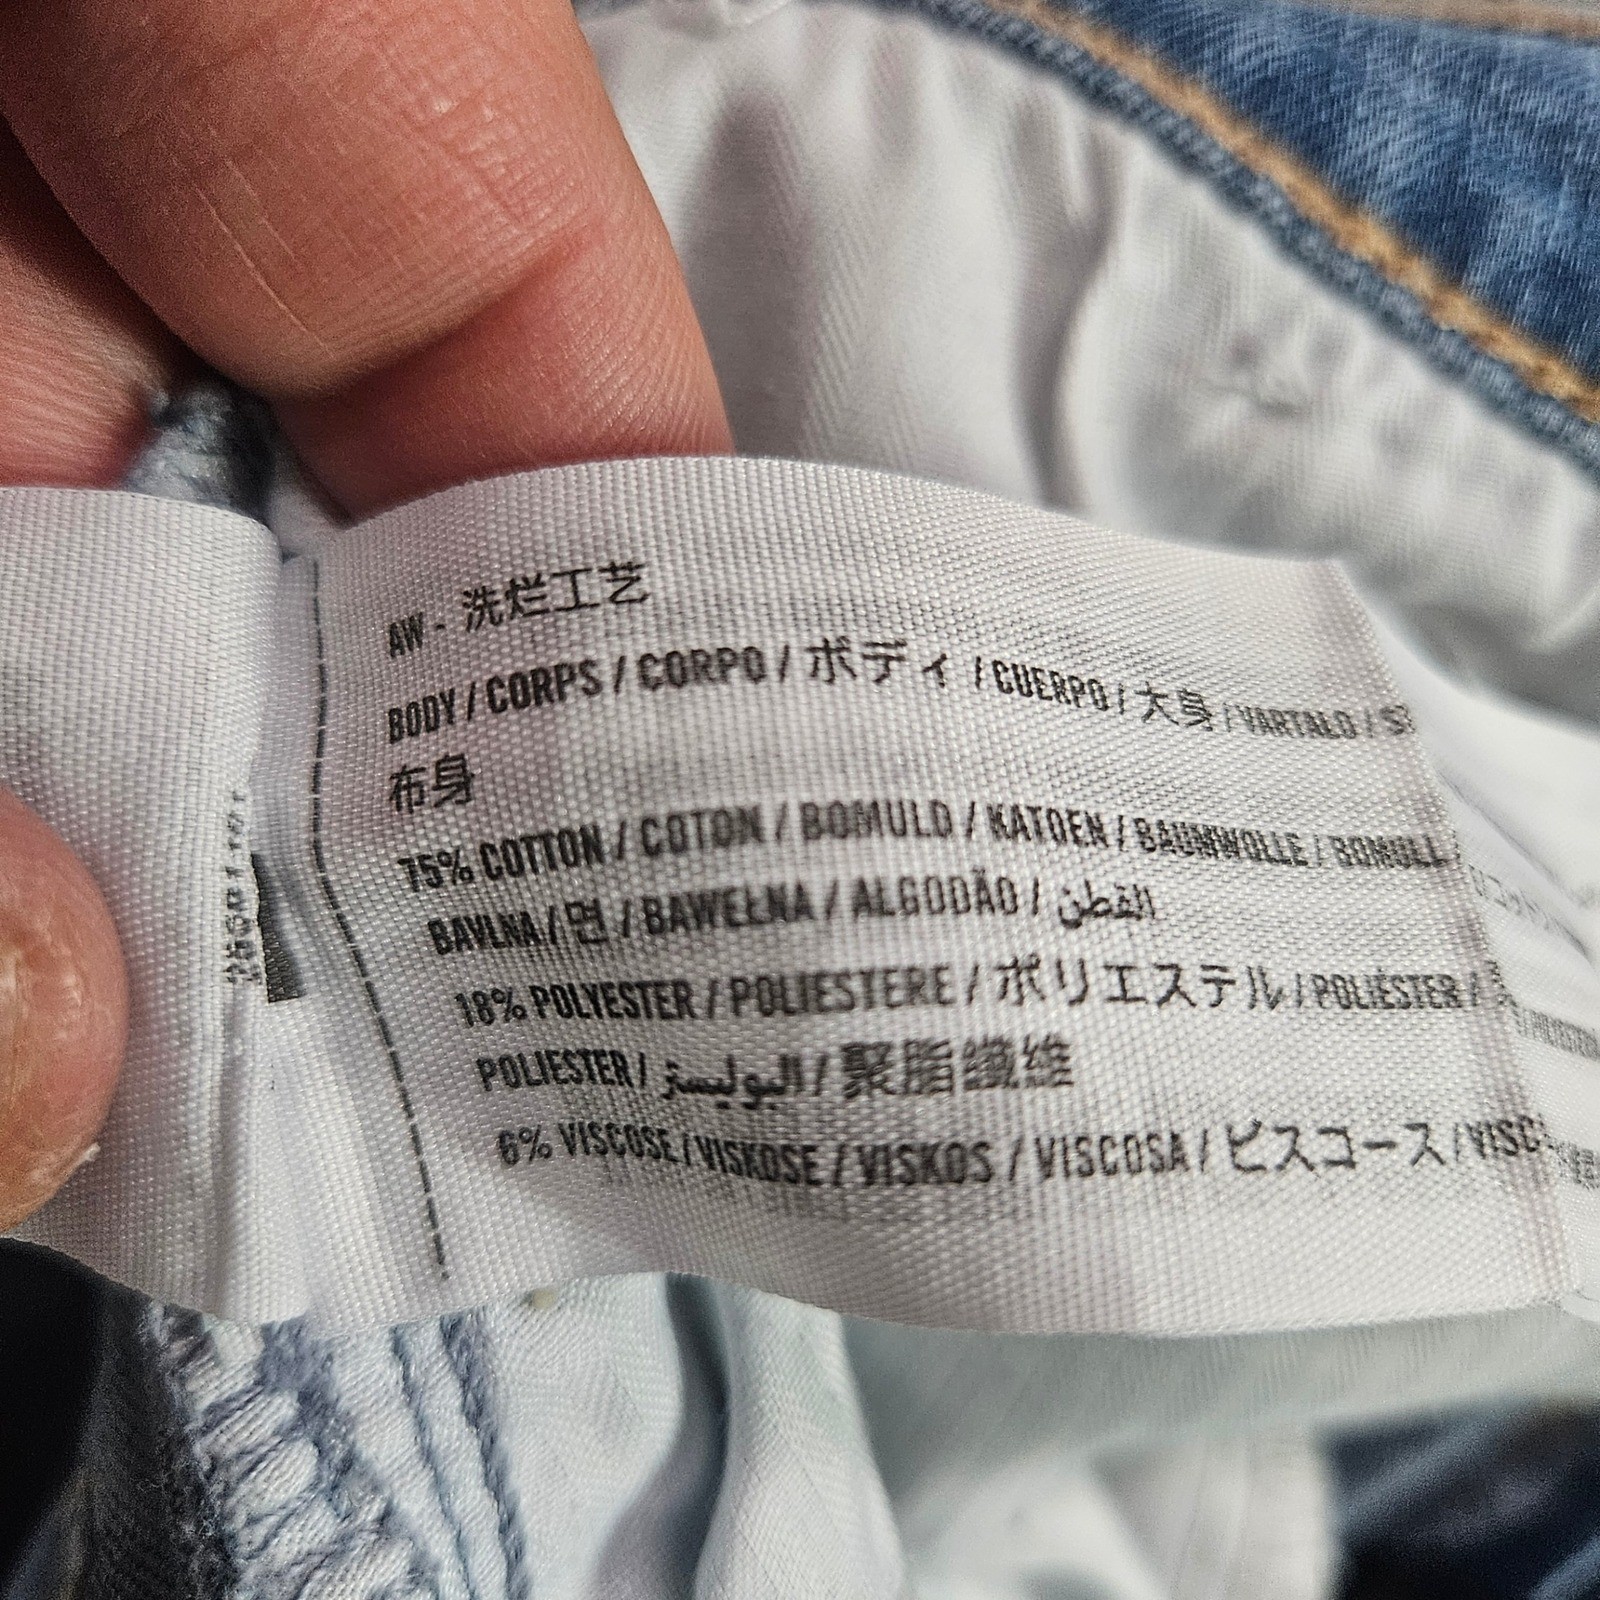 AW - 洗烂工艺
BODY / CORPS / CORPO / ボディ / CUERPO / 大身 / VARTALO /
布身
75% COTTON / COTON / BOMULD / KATOEN / BAUMWOLLE / BOMULL
BAVLNA / 면 / BAWEŁNA / ALGODÃO / القطن
18% POLYESTER / POLIESTERE / ポリエステル / POLIÉSTER /
POLIESTER / البوليستر / 聚脂纖維
6% VISCOSE / VISKOSE / VISKOS / VISCOSA / ビスコース /